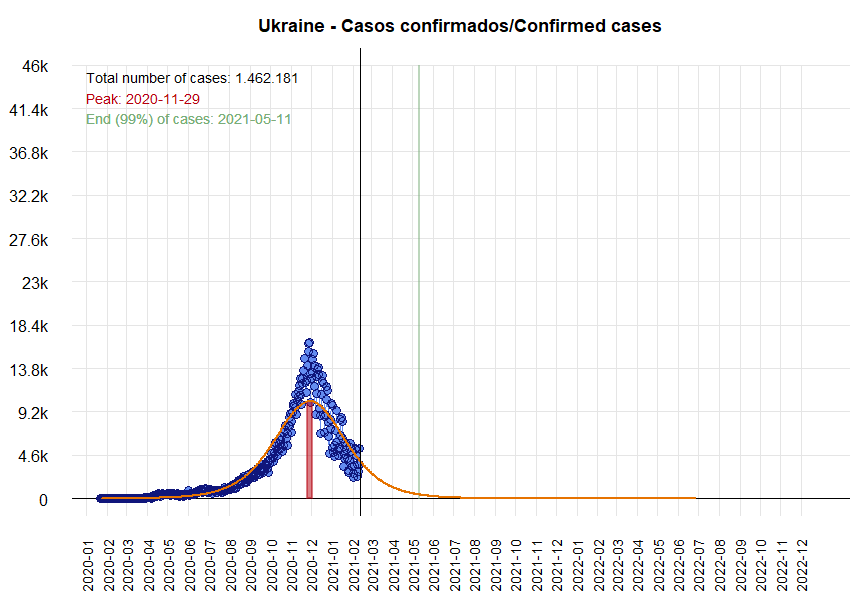 Ukraine - Casos confirmados/Confirmed cases
46k
Total number of cases: 1.462.181
Peak: 2020-11-29
41.4k
End (99%) of cases: 2021-05-11
36.8k
32.2k
27.6k
23k
18.4k
13.8k
9.2k
4.6k
0
2020-01
2020-02
2020-03
2020-04
2020-05
2020-06
2020-07
2020-08
2020-09
2020-10
2020-11
2020-12
2021-01
2021-02
2021-03
2021-04
2021-05
2021-06
2021-07
2021-08
2021-09
2021-10
2021-11
2021-12
2022-01
2022-02
2022-03
2022-04
2022-05
2022-06
2022-07
2022-08
2022-09
2022-10
2022-11
2022-12